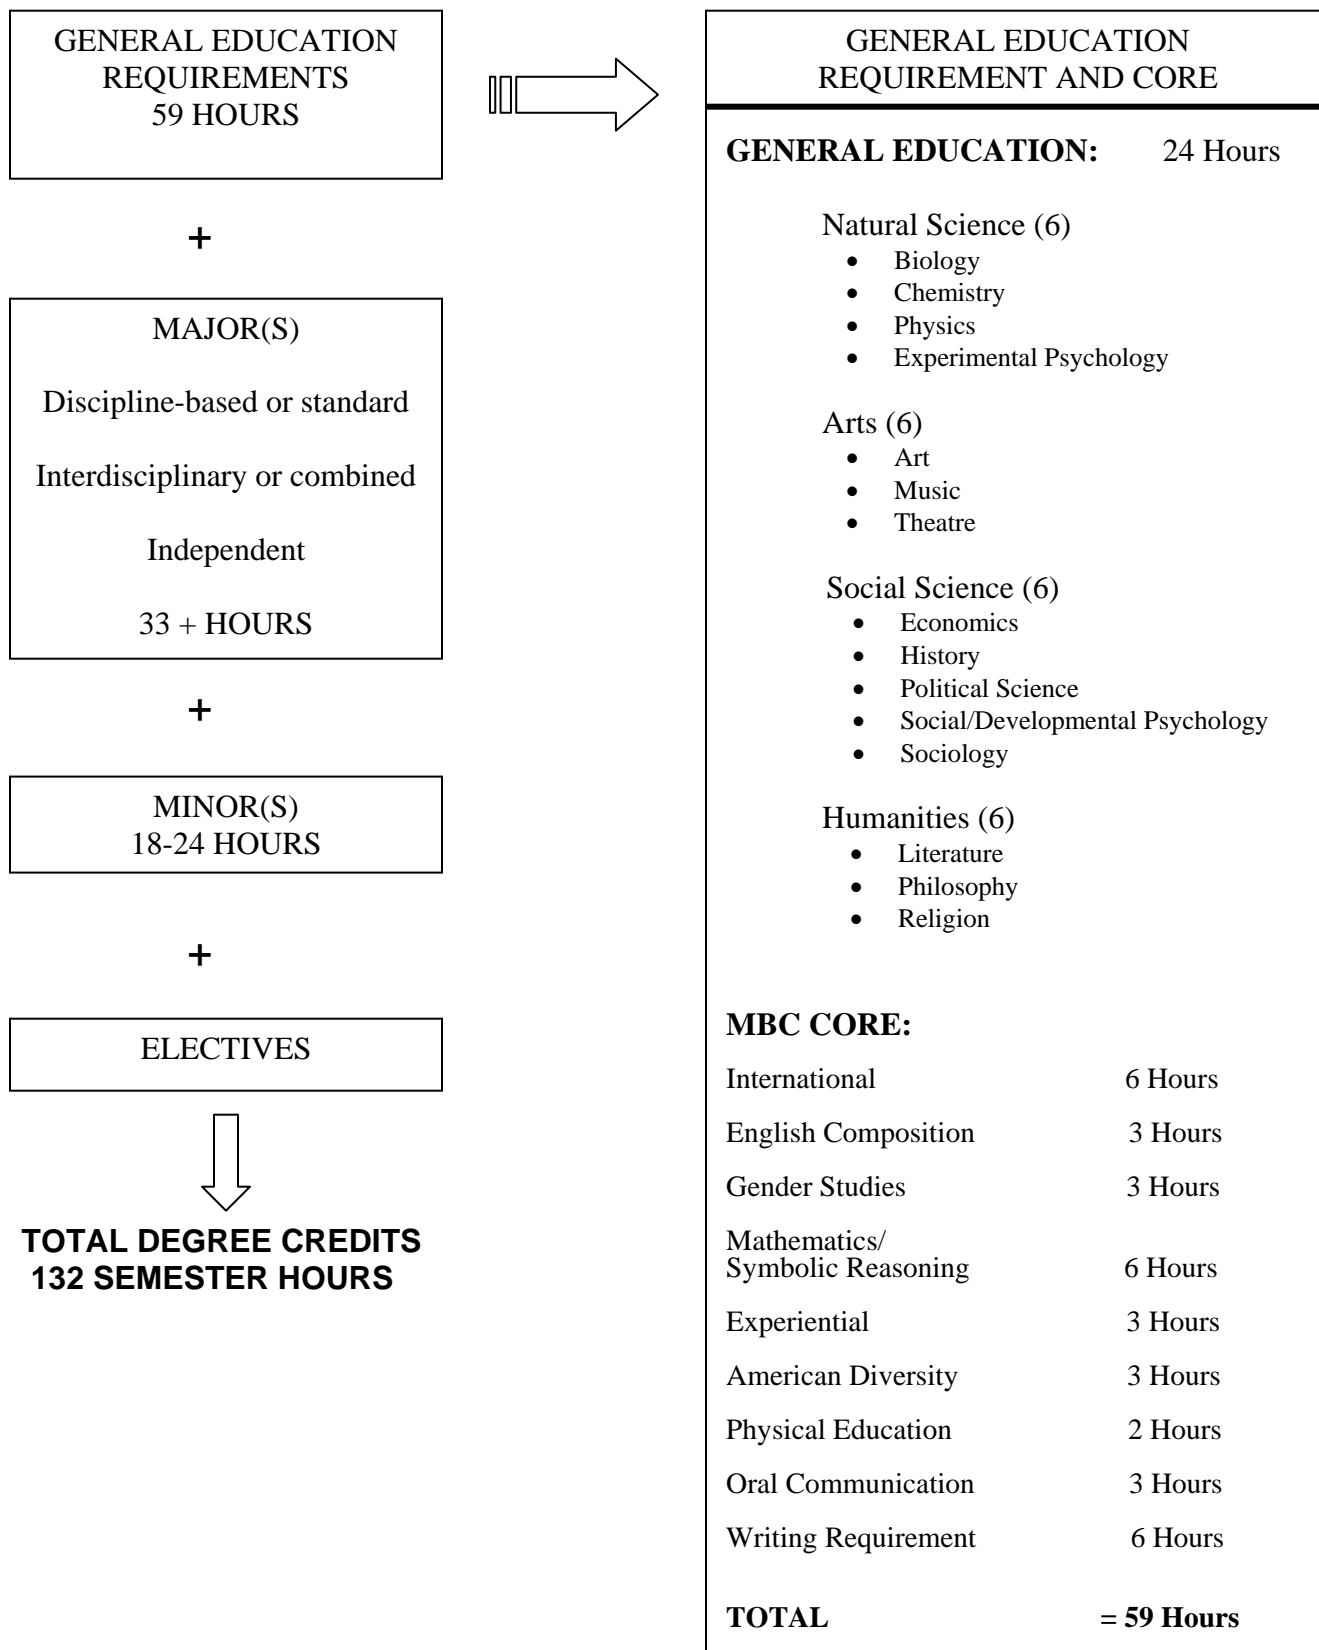 GENERAL EDUCATION
REQUIREMENTS
59 HOURS
+
MAJOR(S)
Discipline-based or standard
Interdisciplinary or combined
Independent
33 + HOURS
+
MINOR(S)
18-24 HOURS
+
ELECTIVES
TOTAL DEGREE CREDITS
132 SEMESTER HOURS
GENERAL EDUCATION
REQUIREMENT AND CORE
GENERAL EDUCATION: 24 Hours
Natural Science (6)
• Biology
• Chemistry
• Physics
• Experimental Psychology
Arts (6)
• Art
• Music
• Theatre
Social Science (6)
• Economics
• History
• Political Science
• Social/Developmental Psychology
• Sociology
Humanities (6)
• Literature
• Philosophy
• Religion
MBC CORE:
International 6 Hours
English Composition 3 Hours
Gender Studies 3 Hours
Mathematics/
Symbolic Reasoning 6 Hours
Experiential 3 Hours
American Diversity 3 Hours
Physical Education 2 Hours
Oral Communication 3 Hours
Writing Requirement 6 Hours
TOTAL = 59 Hours